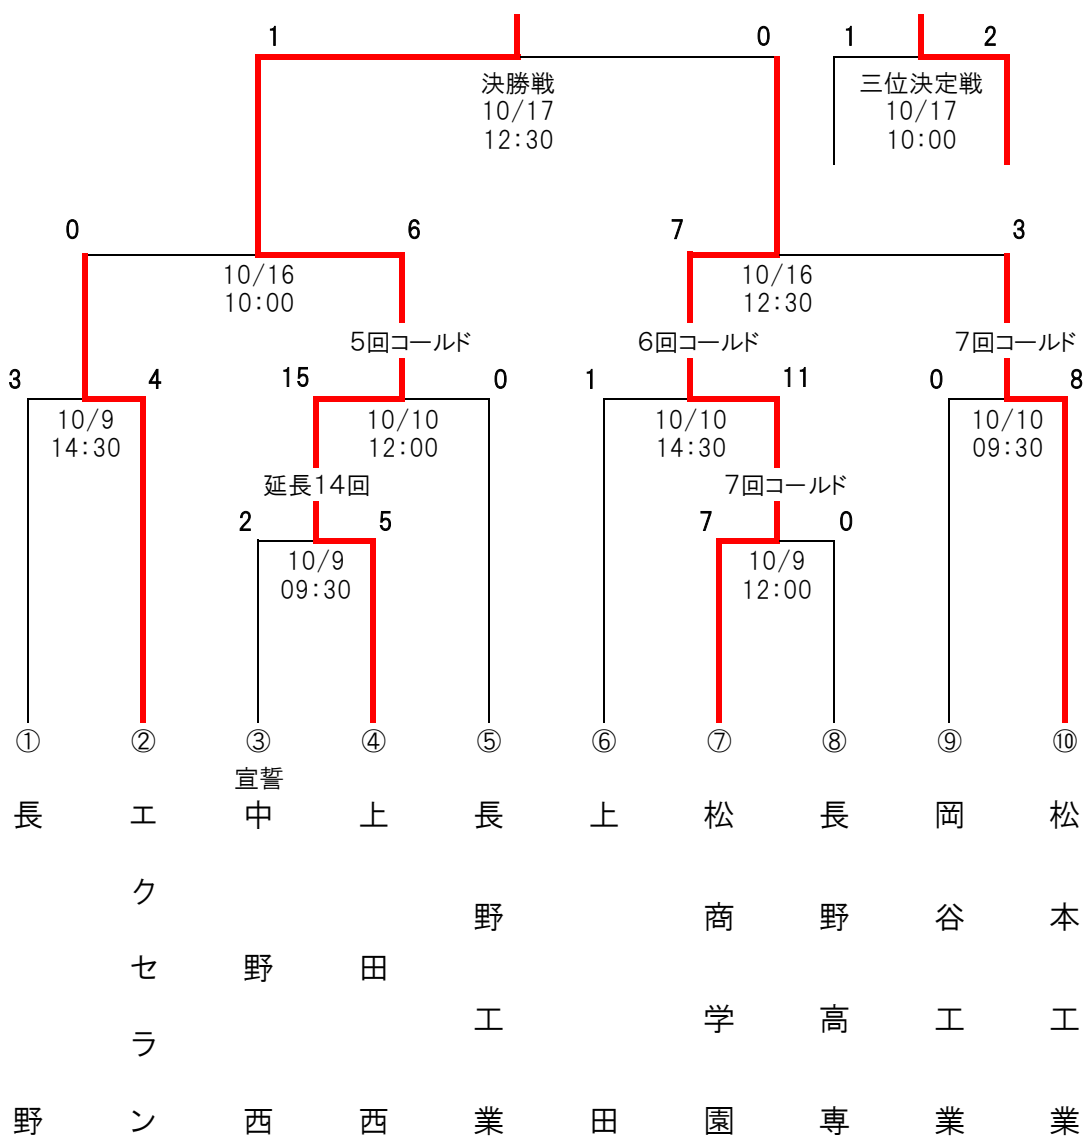 1 0 1 2
決勝戦 三位決定戦
10/17 10/17
12:30 10:00
0 6 7 3
10/16 10/16
10:00 12:30
5回コールド 6回コールド 7回コールド
3 4 15 0 1 11 0 8
10/9 10/10 10/10 10/10
14:30 12:00 14:30 09:30
延長14回 7回コールド
2 5 7 0
10/9 10/9
09:30 12:00
① ② ③ ④ ⑤ ⑥ ⑦ ⑧ ⑨ ⑩
宣誓
長野
エクセラン
中野西
上田西
長野工業
上田
松商学園
長野高専
岡谷工業
松本工業